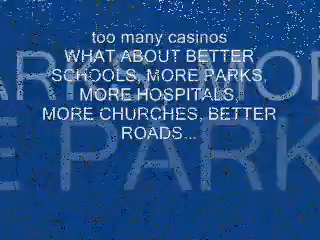 too many casinos
WHAT ABOUT BETTER
SCHOOLS, MORE PARKS,
MORE HOSPITALS,
MORE CHURCHES, BETTER
ROADS...